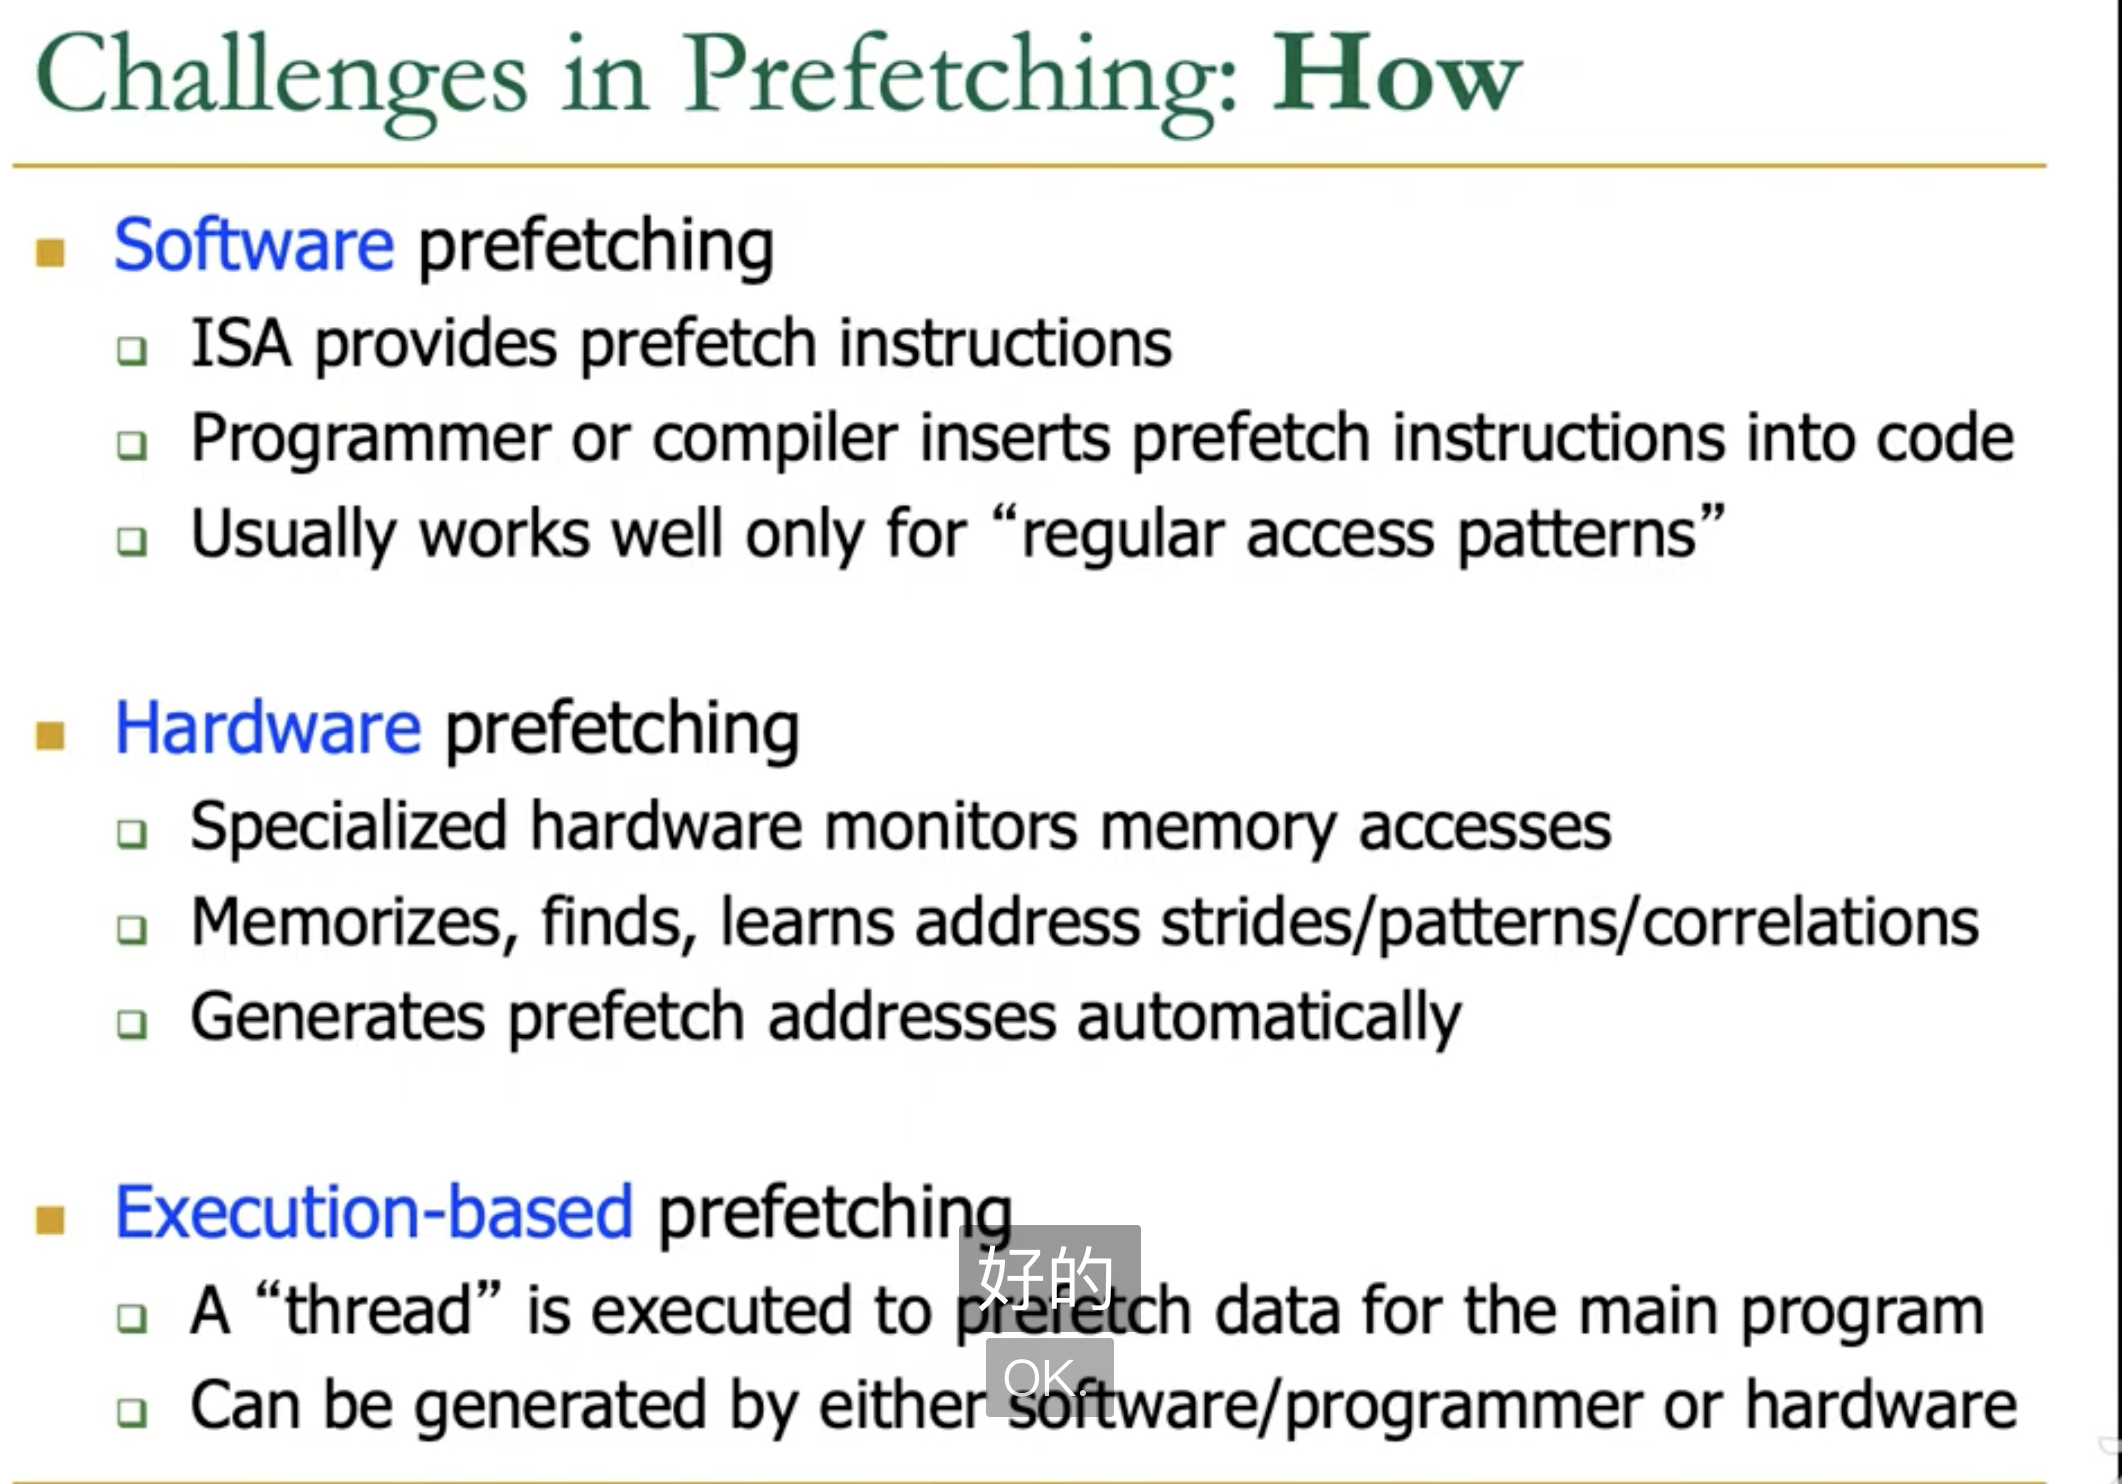 Challenges in Prefetching: How
Software prefetching
ISA provides prefetch instructions
Programmer or compiler inserts prefetch instructions into code
Usually works well only for “regular access patterns”
Hardware prefetching
Specialized hardware monitors memory accesses
Memorizes, finds, learns address strides/patterns/correlations
Generates prefetch addresses automatically
Execution-based prefetching
A “thread” is executed to prefetch data for the main program
Can be generated by either software/programmer or hardware
好的
OK.